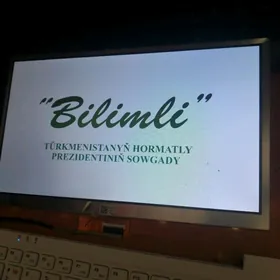 "Bilimli"
TÜRKMENISTANYŇ HORMATLY
PREZIDENTINIŇ SOWGADY